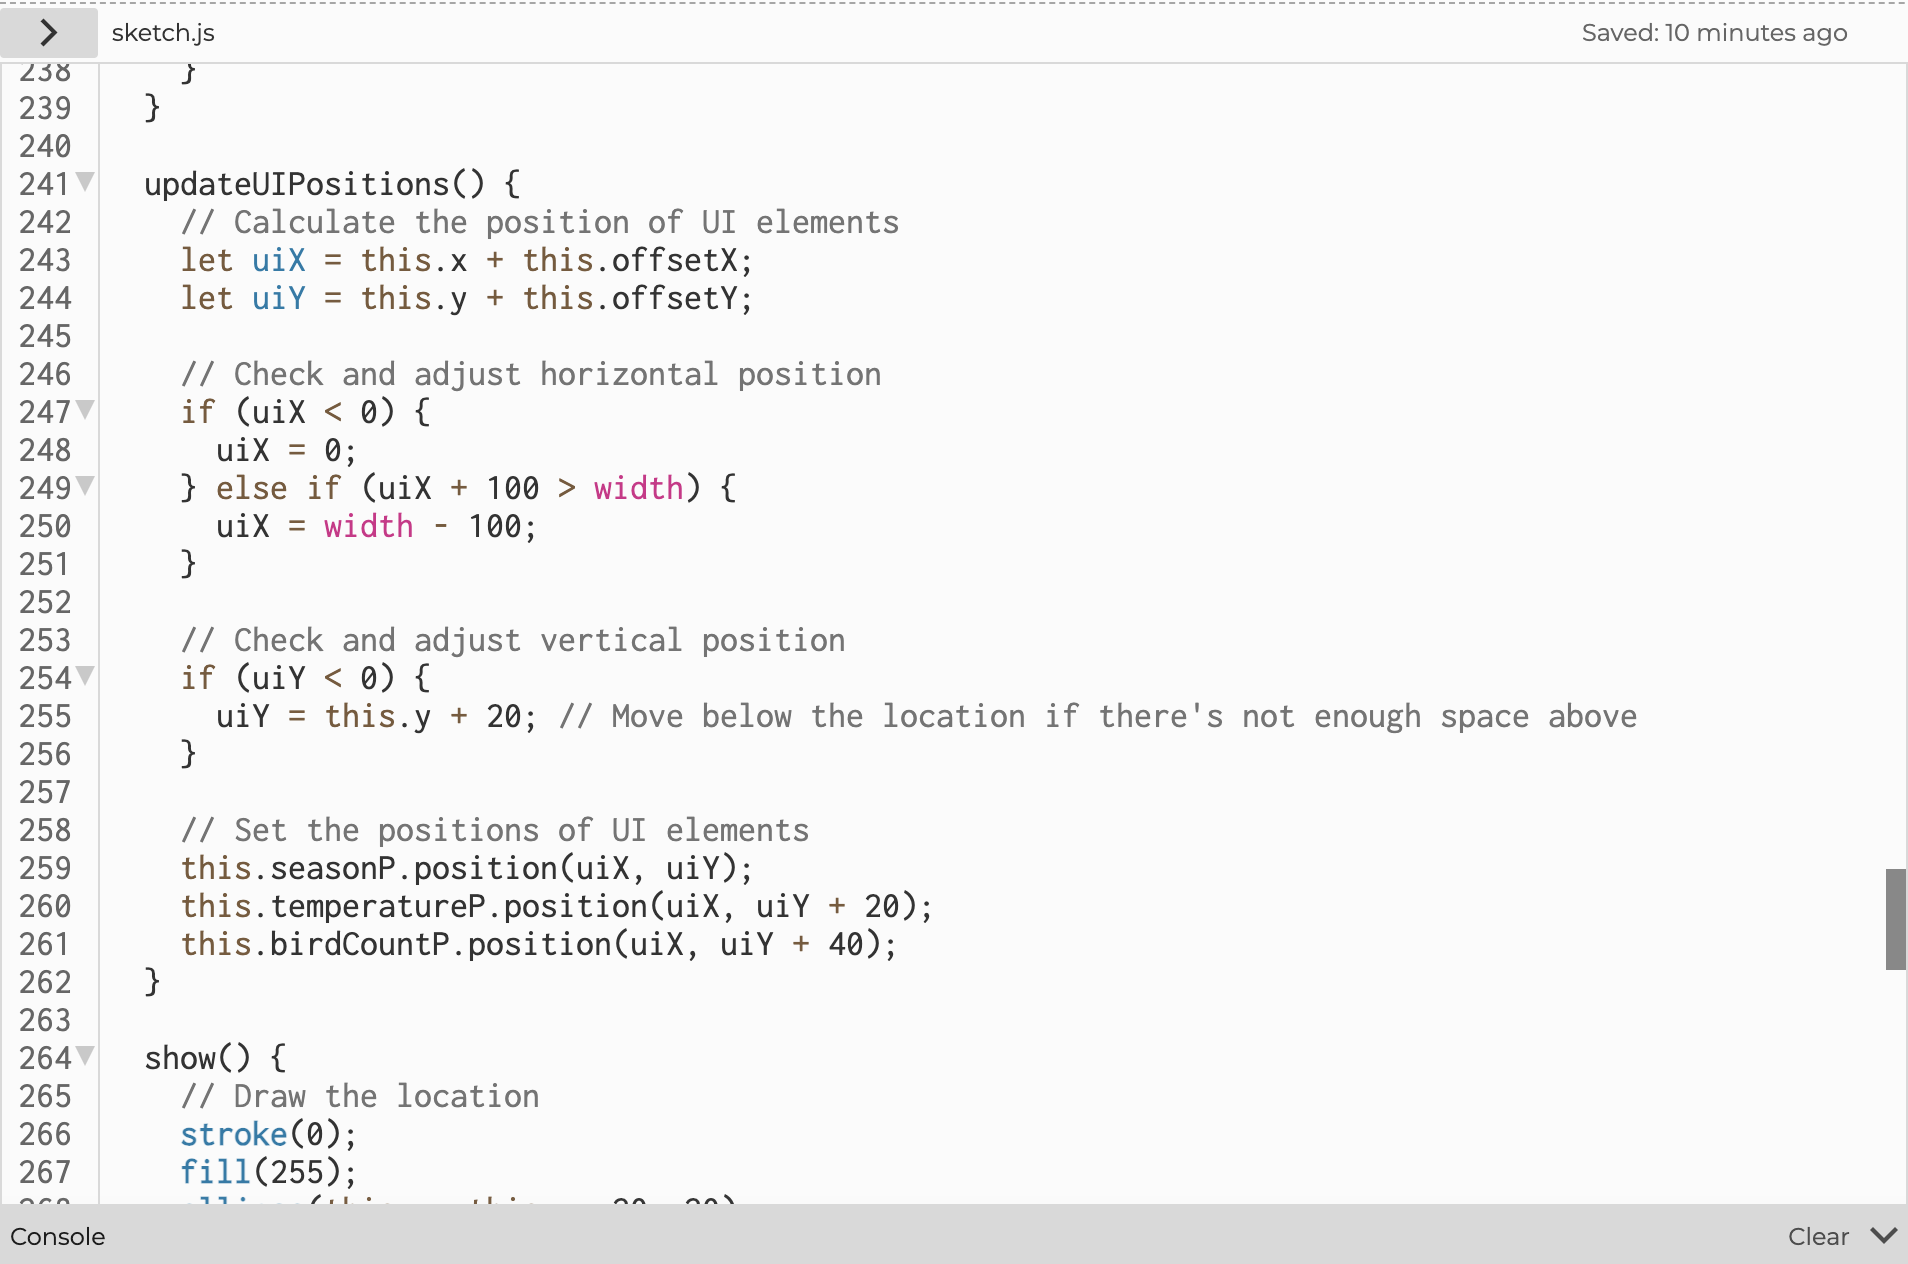 sketch.js
Saved: 10 minutes ago
238     }
239   }
240
241   updateUIPositions() {
242     // Calculate the position of UI elements
243     let uiX = this.x + this.offsetX;
244     let uiY = this.y + this.offsetY;
245
246     // Check and adjust horizontal position
247     if (uiX < 0) {
248       uiX = 0;
249     } else if (uiX + 100 > width) {
250       uiX = width - 100;
251     }
252
253     // Check and adjust vertical position
254     if (uiY < 0) {
255       uiY = this.y + 20; // Move below the location if there's not enough space above
256     }
257
258     // Set the positions of UI elements
259     this.seasonP.position(uiX, uiY);
260     this.temperatureP.position(uiX, uiY + 20);
261     this.birdCountP.position(uiX, uiY + 40);
262   }
263
264   show() {
265     // Draw the location
266     stroke(0);
267     fill(255);
Console
Clear